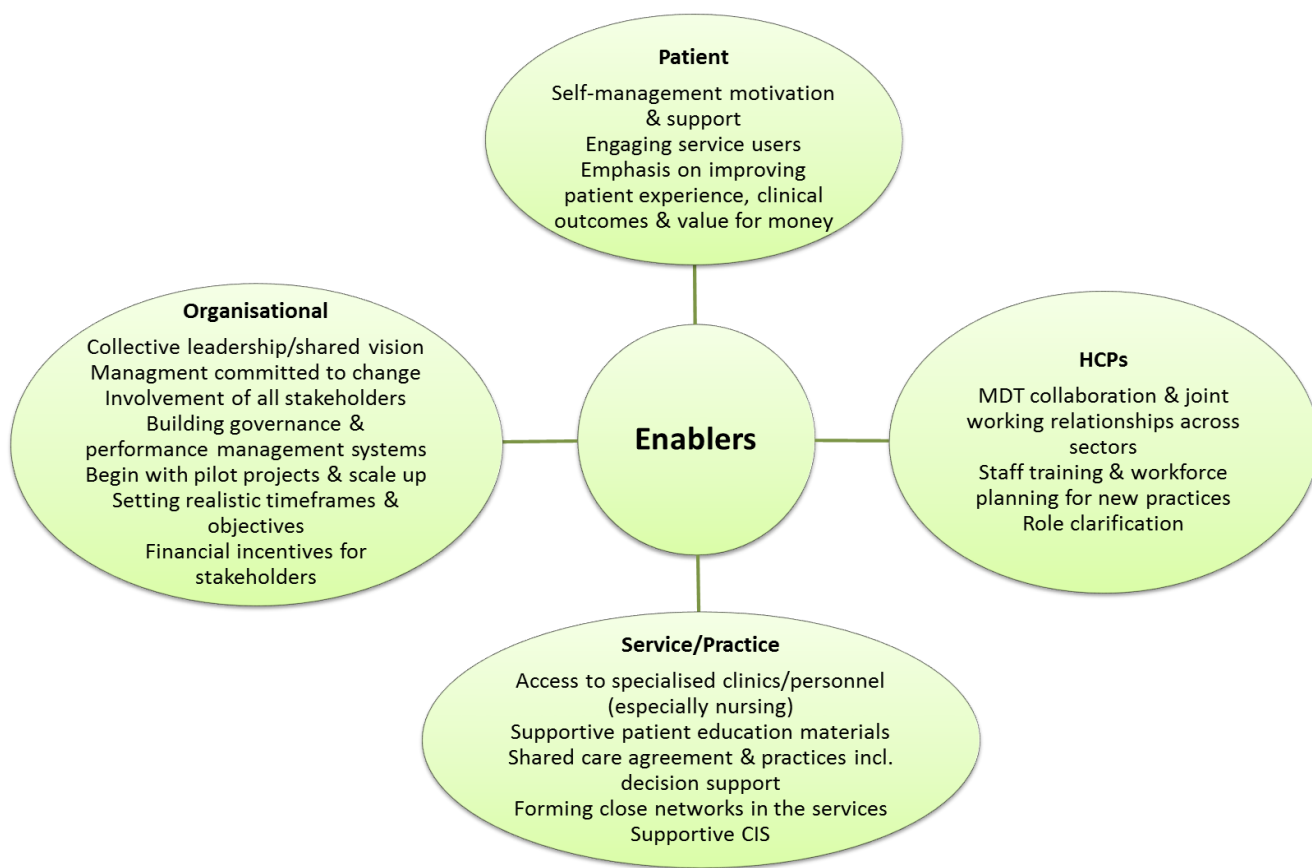 Patient
Self-management motivation
& support
Engaging service users
Emphasis on improving
patient experience, clinical
outcomes & value for money
Organisational
Collective leadership/shared vision
Managment committed to change
Involvement of all stakeholders
Building governance &
performance management systems
Begin with pilot projects & scale up
Setting realistic timeframes &
objectives
Financial incentives for
stakeholders
Enablers
HCPs
MDT collaboration & joint
working relationships across
sectors
Staff training & workforce
planning for new practices
Role clarification
Service/Practice
Access to specialised clinics/personnel
(especially nursing)
Supportive patient education materials
Shared care agreement & practices incl.
decision support
Forming close networks in the services
Supportive CIS